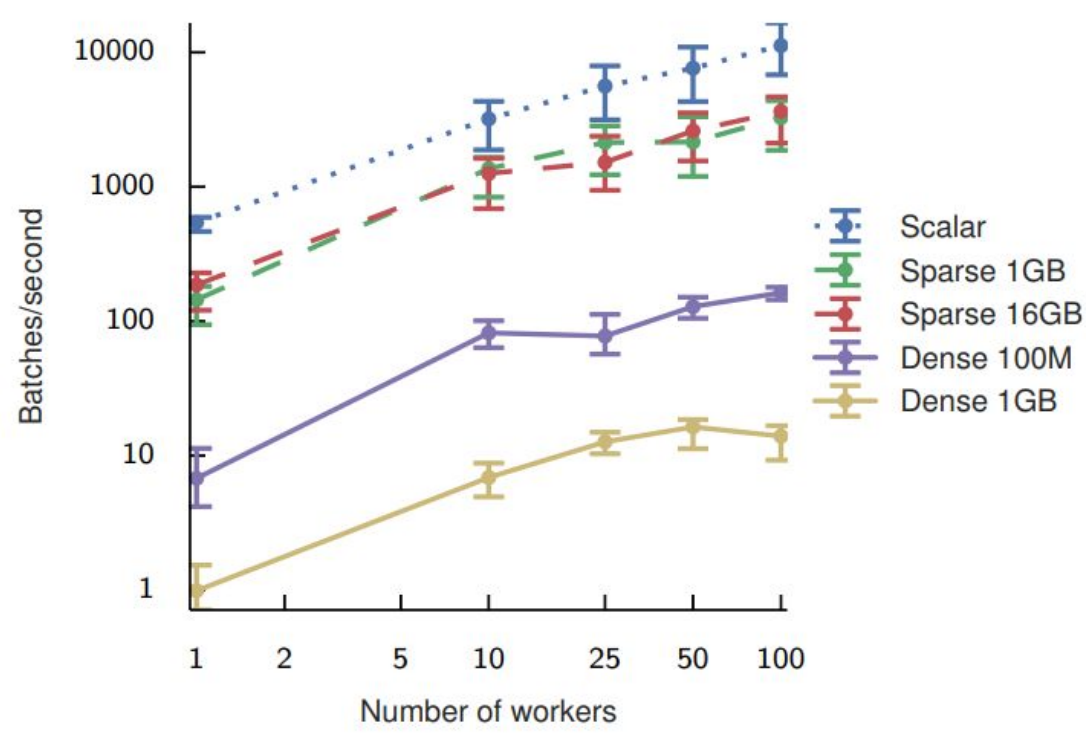 10000
1000
100
10
1
Batches/second
1 2 5 10 25 50 100
Number of workers
Scalar
Sparse 1GB
Sparse 16GB
Dense 100M
Dense 1GB